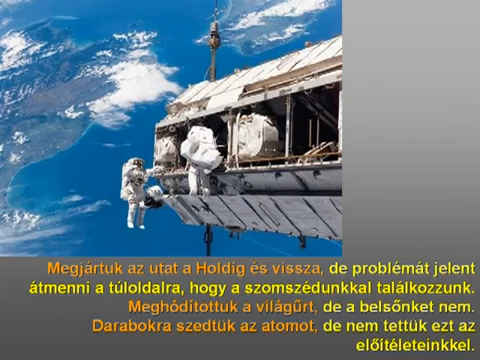 Megjártuk az utat a Holdig és vissza, de problémát jelent
átmenni a túloldalra, hogy a szomszédunkkal találkozzunk.
Meghódítottuk a világűrt, de a belsőnket nem.
Darabokra szedtük az atomot, de nem tettük ezt az
előítéleteinkkel.